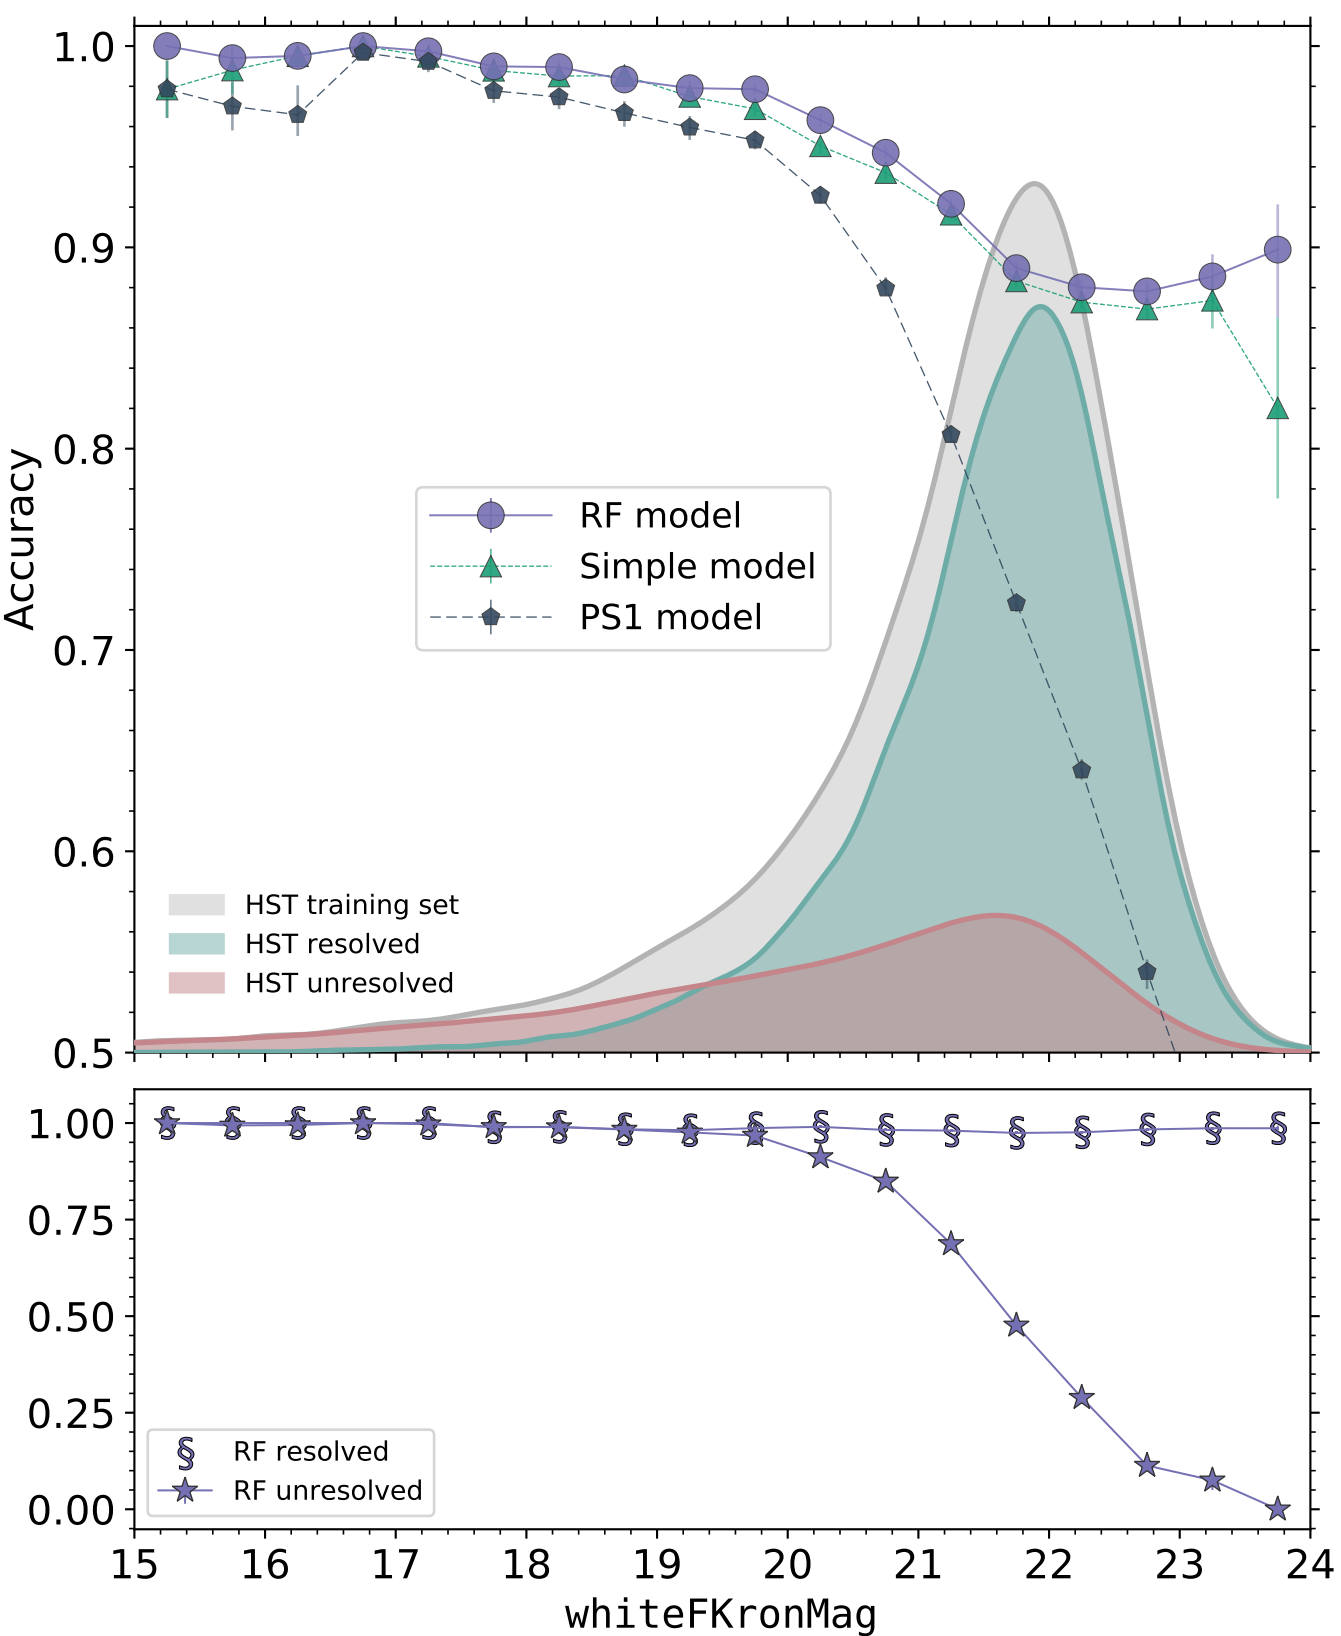 1.0
0.9
0.8
0.7
0.6
0.5
Accuracy
RF model
Simple model
PS1 model
HST training set
HST resolved
HST unresolved
1.00
0.75
0.50
0.25
0.00
§ RF resolved
RF unresolved
15 16 17 18 19 20 21 22 23 24
whiteFKronMag